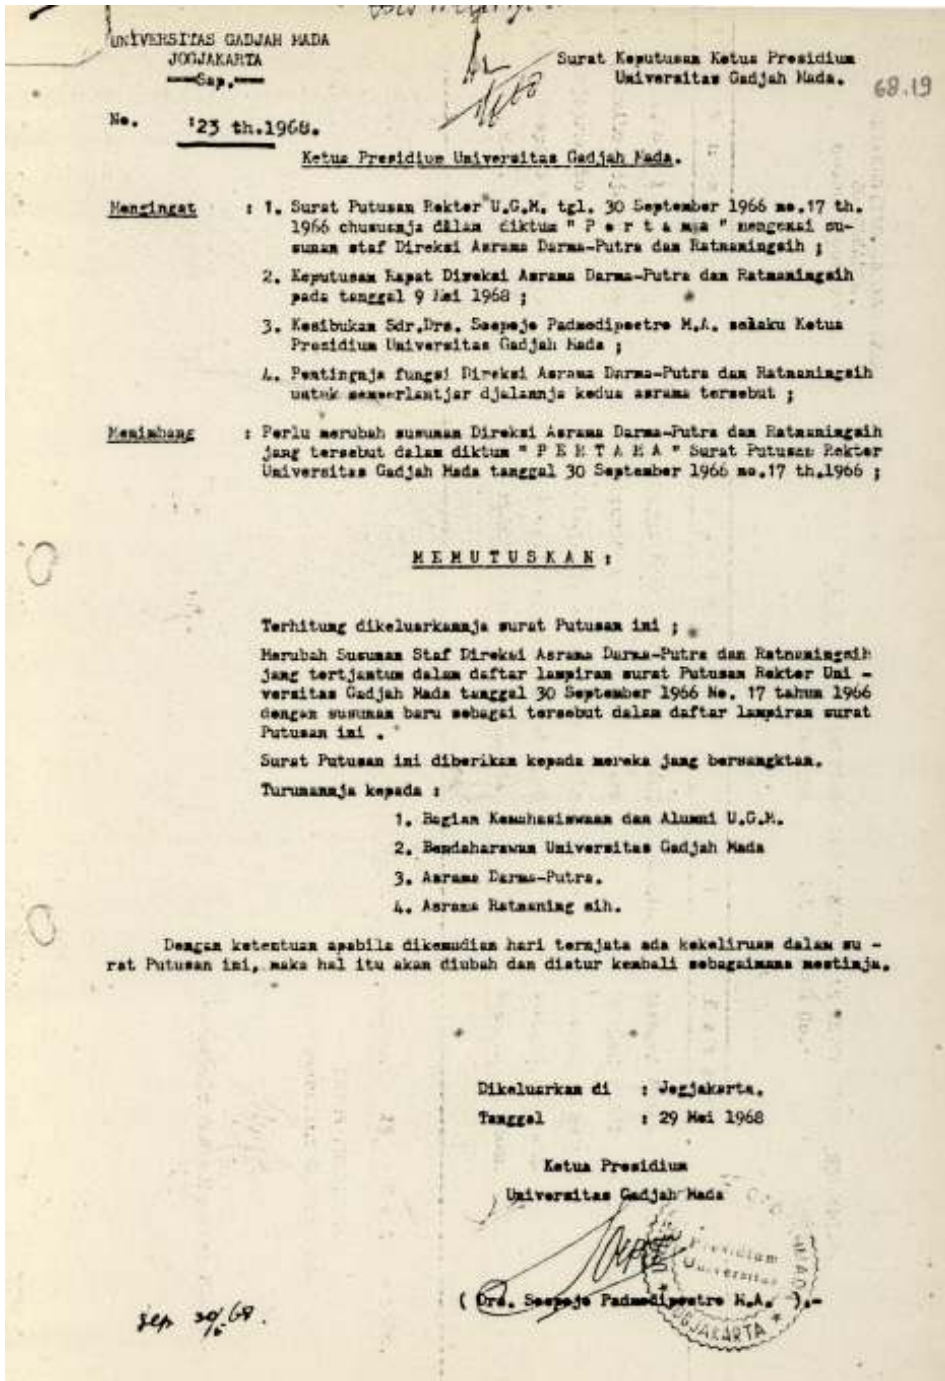 UNIVERSITAS GADJAH MADA
JOGJAKARTA
Sap.
Surat Keputusan Ketua Presidium
Universitas Gadjah Mada.
68.19
No. :23 th.1968.
Ketua Presidium Universitas Gadjah Mada.
Mengingat : 1. Surat Putusan Rektor U.G.M. tgl. 30 September 1966 no.17 th.
1966 chususnja dalam diktum " P e r t a m a " mengenai su-
sunan staf Direksi Asrama Darma-Putra dan Ratnaningsih ;
2. Keputusan Rapat Direksi Asrama Darma-Putra dan Ratnaningsih
pada tanggal 9 Mei 1968 ;
3. Kesibukan Sdr.Drs. Soepojo Padmodipoetro M.A. selaku Ketua
Presidium Universitas Gadjah Mada ;
4. Pentingnja fungsi Direksi Asrama Darma-Putra dan Ratnaningsih
untuk memperlantjar djalannja kedua asrama tersebut ;
Menimbang : Perlu merubah susunan Direksi Asrama Darma-Putra dan Ratnaningsih
jang tersebut dalam diktum " P E R T A M A " Surat Putusan Rektor
Universitas Gadjah Mada tanggal 30 September 1966 no.17 th.1966 ;
M E M U T U S K A N :
Terhitung dikeluarkannja surat Putusan ini ;
Merubah Susunan Staf Direksi Asrama Darma-Putra dan Ratnaningsih
jang tertjantum dalam daftar lampiran surat Putusan Rektor Uni -
versitas Gadjah Mada tanggal 30 September 1966 No. 17 tahun 1966
dengan susunan baru sebagai tersebut dalam daftar lampiran surat
Putusan ini .
Surat Putusan ini diberikan kepada mereka jang bersangktan.
Turunannja kepada :
1. Bagian Kemahasiswaan dan Alumni U.G.M.
2. Bendaharawan Universitas Gadjah Mada
3. Asrama Darma-Putra.
4. Asrama Ratnaning sih.
Dengan ketentuan apabila dikemudian hari ternjata ada kekeliruan dalam su -
rat Putusan ini, maka hal itu akan diubah dan diatur kembali sebagaimana mestinja.
Dikeluarkan di : Jogjakarta.
Tanggal : 29 Mei 1968
Ketua Presidium
Universitas Gadjah Mada
Presidium
Universitas
JOGJAKARTA
( Drs. Soepojo Padmodipoetro M.A. ).-